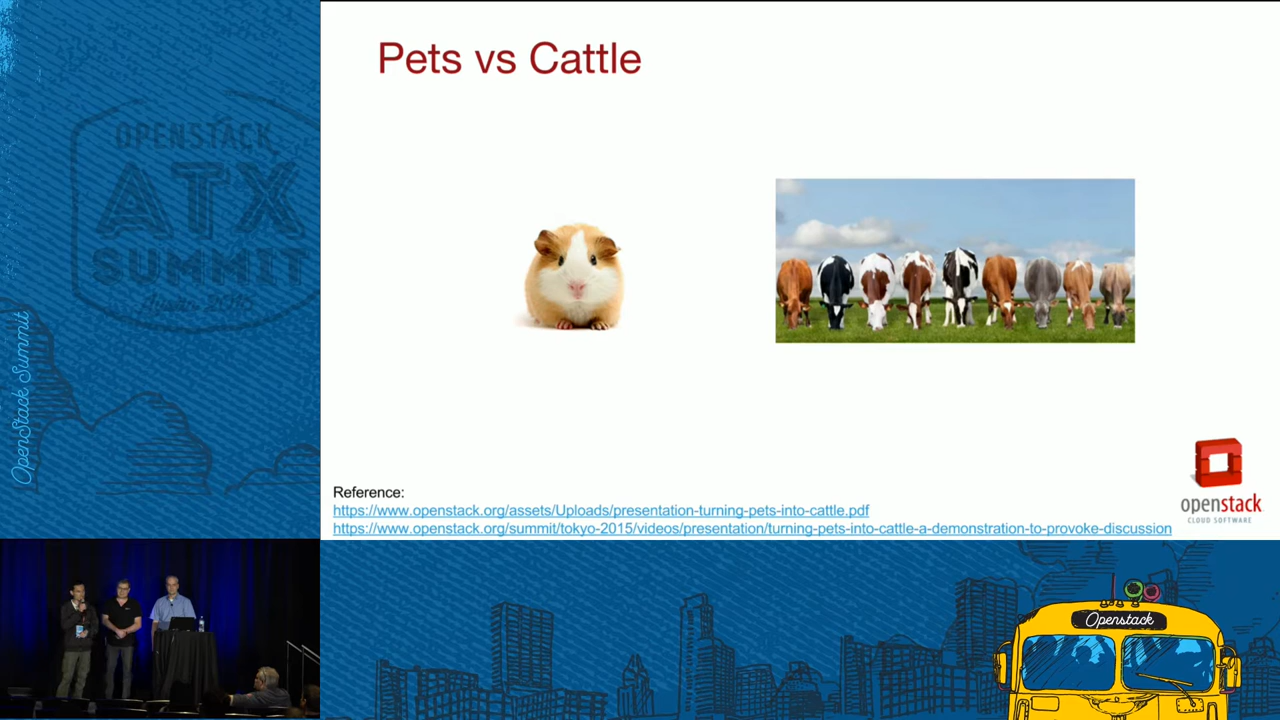 Pets vs Cattle
OPENSTACK
ATX
SUMMIT
OpenStack Summit
Reference:
https://www.openstack.org/assets/Uploads/presentation-turning-pets-into-cattle.pdf
https://www.openstack.org/summit/tokyo-2015/videos/presentation/turning-pets-into-cattle-a-demonstration-to-provoke-discussion
openstack
CLOUD SOFTWARE
Openstack